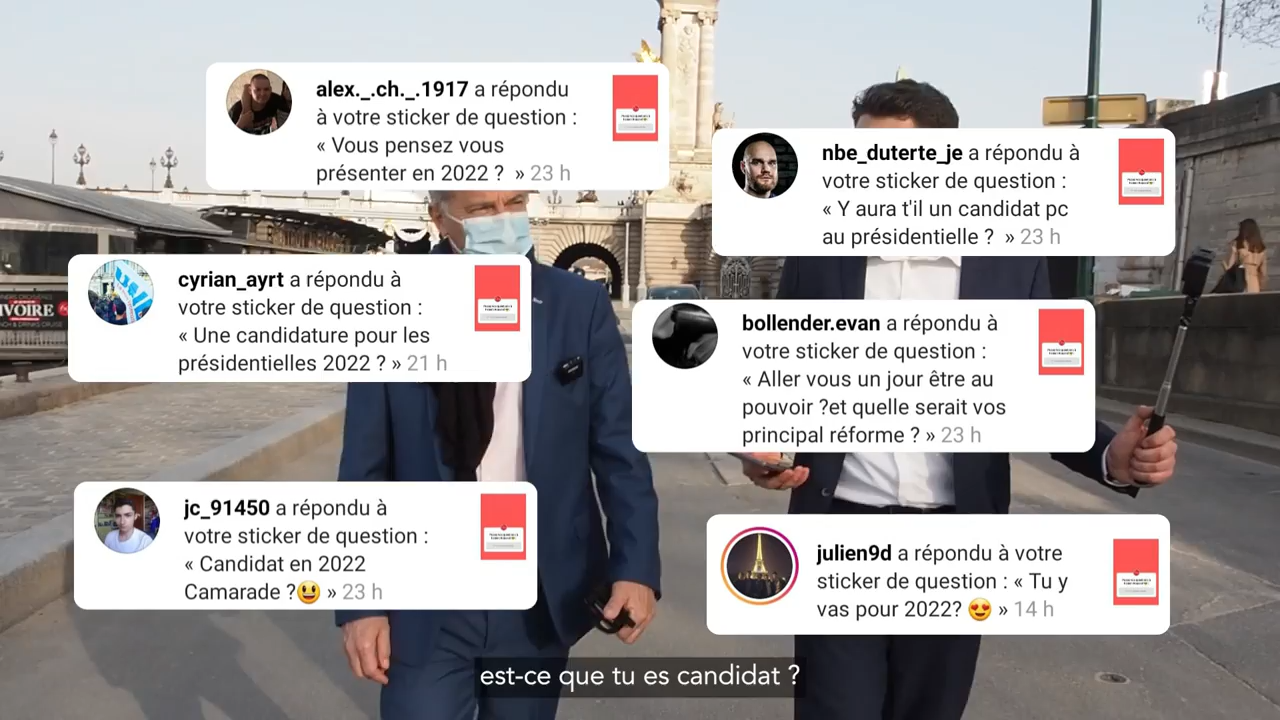 alex._.ch._.1917 a répondu
à votre sticker de question :
« Vous pensez vous
présenter en 2022 ? » 23 h
nbe_duterte_je a répondu à
votre sticker de question :
« Y aura t'il un candidat pc
au présidentielle ? » 23 h
cyrian_ayrt a répondu à
votre sticker de question :
« Une candidature pour les
présidentielles 2022 ? » 21 h
bollender.evan a répondu à
votre sticker de question :
« Aller vous un jour être au
pouvoir ?et quelle serait vos
principal réforme ? » 23 h
jc_91450 a répondu à
votre sticker de question :
« Candidat en 2022
Camarade ?😃 » 23 h
julien9d a répondu à votre
sticker de question : « Tu y
vas pour 2022? 😍 » 14 h
IVOIRE
est-ce que tu es candidat ?